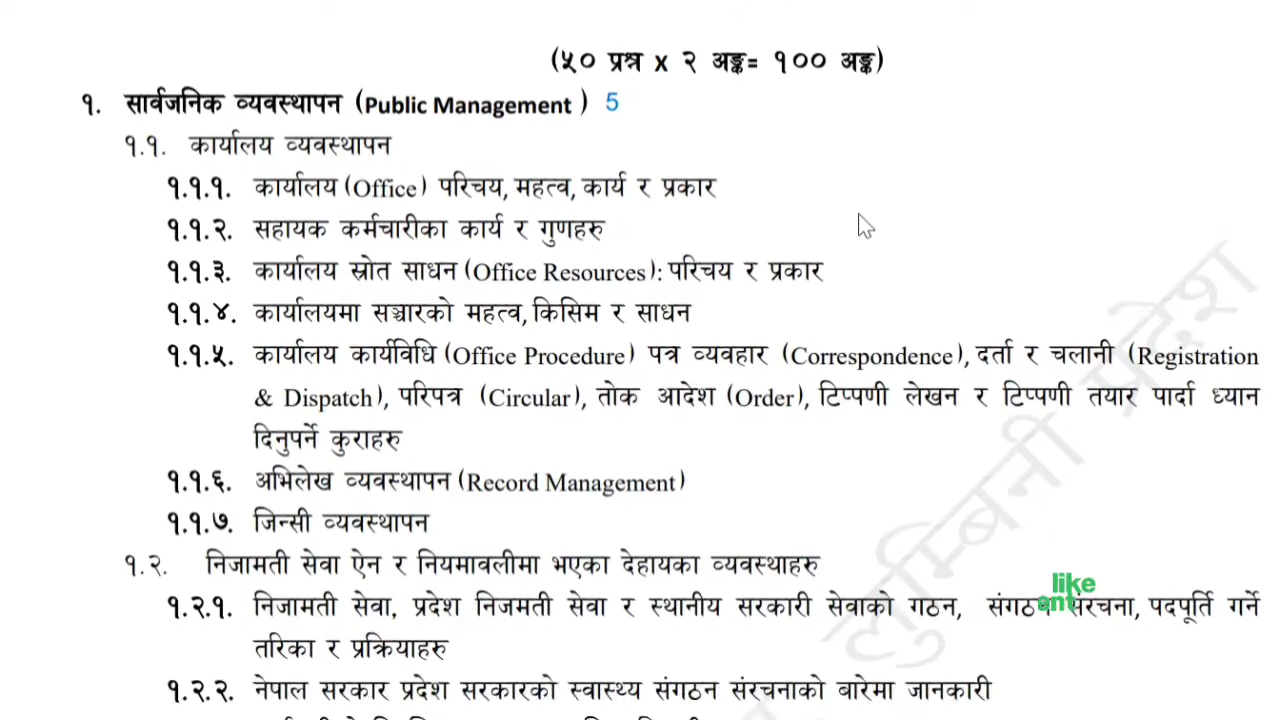 (५० प्रश्न X २ अङ्क= १०० अङ्क)
१. सार्वजनिक व्यवस्थापन (Public Management ) 5
१.१. कार्यालय व्यवस्थापन
१.१.१. कार्यालय (Office) परिचय, महत्व, कार्य र प्रकार
१.१.२. सहायक कर्मचारीका कार्य र गुणहरु
१.१.३. कार्यालय स्रोत साधन (Office Resources): परिचय र प्रकार
१.१.४. कार्यालयमा सञ्चारको महत्व, किसिम र साधन
१.१.५. कार्यालय कार्यविधि (Office Procedure) पत्र व्यवहार (Correspondence), दर्ता र चलानी (Registration
& Dispatch), परिपत्र (Circular), तोक आदेश (Order), टिप्पणी लेखन र टिप्पणी तयार पार्दा ध्यान
दिनुपर्ने कुराहरु
१.१.६. अभिलेख व्यवस्थापन (Record Management)
१.१.७. जिन्सी व्यवस्थापन
१.२. निजामती सेवा ऐन र नियमावलीमा भएका देहायका व्यवस्थाहरु
१.२.१. निजामती सेवा, प्रदेश निजमती सेवा र स्थानीय सरकारी सेवाको गठन, संगठन संरचना, पदपूर्ति गर्ने
तरिका र प्रक्रियाहरु
१.२.२. नेपाल सरकार प्रदेश सरकारको स्वास्थ्य संगठन संरचनाको बारेमा जानकारी
लुम्बिनी प्रदेश
like
ent